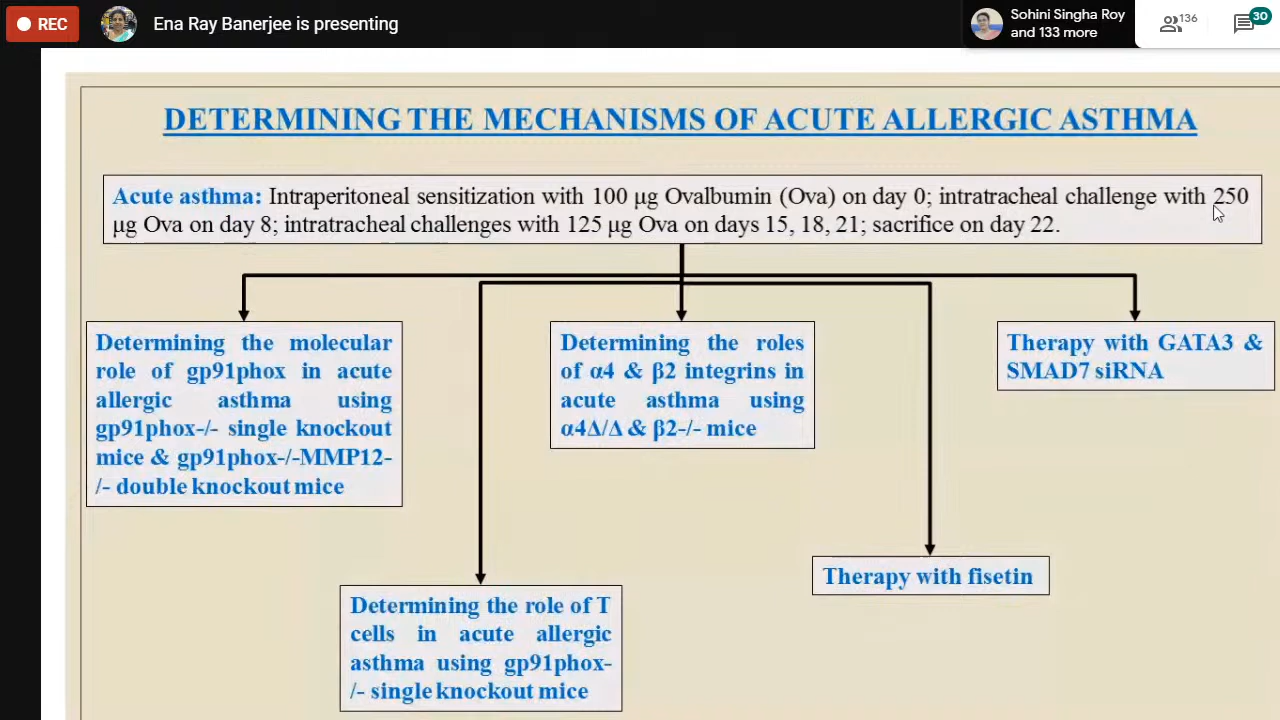 REC
Ena Ray Banerjee is presenting
Sohini Singha Roy
and 133 more
136
30
DETERMINING THE MECHANISMS OF ACUTE ALLERGIC ASTHMA
Acute asthma: Intraperitoneal sensitization with 100 μg Ovalbumin (Ova) on day 0; intratracheal challenge with 250
μg Ova on day 8; intratracheal challenges with 125 μg Ova on days 15, 18, 21; sacrifice on day 22.
Determining the molecular
role of gp91phox in acute
allergic asthma using
gp91phox-/- single knockout
mice & gp91phox-/-MMP12-
/- double knockout mice
Determining the roles
of α4 & β2 integrins in
acute asthma using
α4Δ/Δ & β2-/- mice
Therapy with GATA3 &
SMAD7 siRNA
Determining the role of T
cells in acute allergic
asthma using gp91phox-
/- single knockout mice
Therapy with fisetin